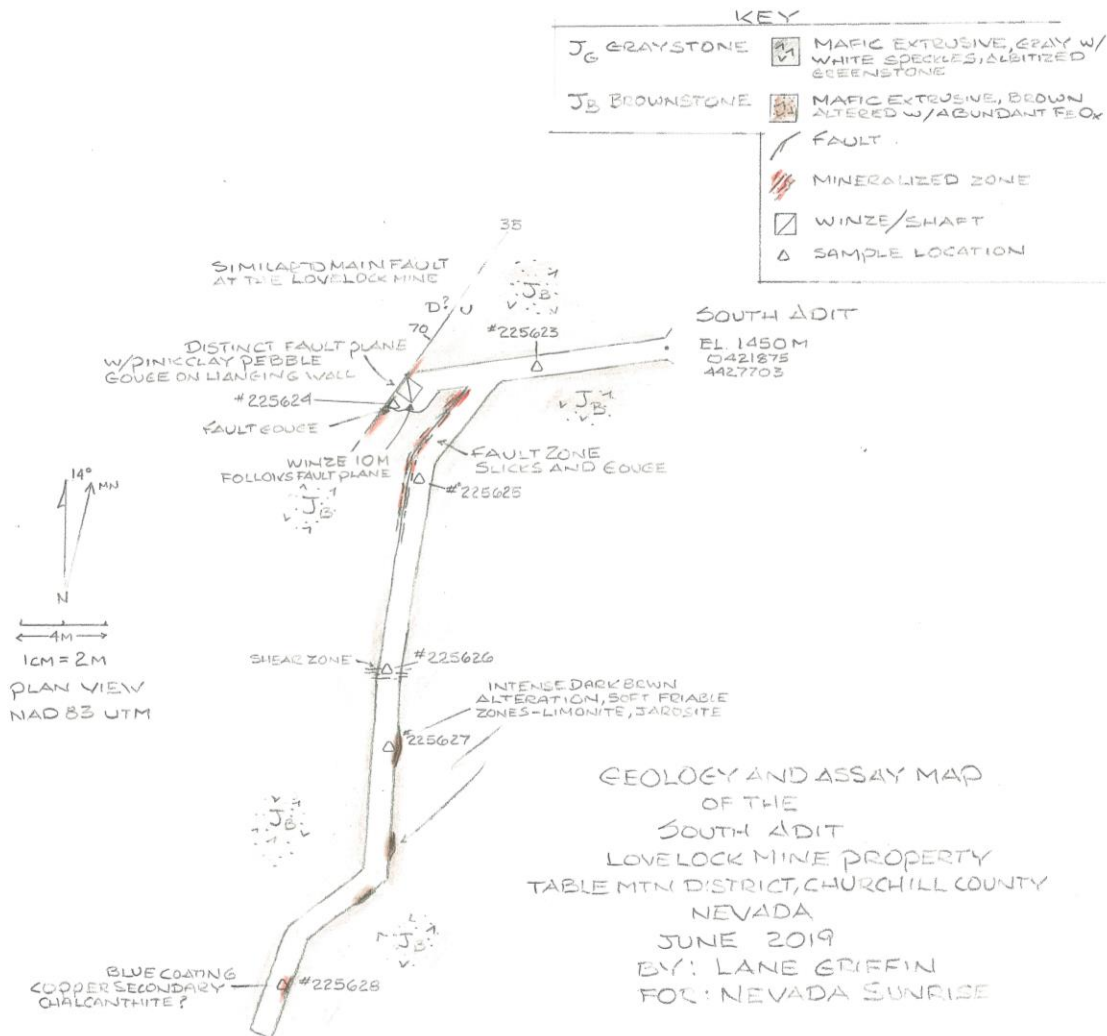 KEY
JG GRAYSTONE
MAFIC EXTRUSIVE, GRAY W/
WHITE SPECKLES, ALBITIZED
GREENSTONE
JB BROWNSTONE
MAFIC EXTRUSIVE, BROWN
ALTERED W/ABUNDANT FEOX
FAULT
MINERALIZED ZONE
WINZE/SHAFT
SAMPLE LOCATION
35
SIMILAR TO MAIN FAULT
AT THE LOVELOCK MINE
D? U
70
JB
#225623
SOUTH ADIT
EL. 1450M
0421875
4427703
DISTINCT FAULT PLANE
W/PINK CLAY PEBBLE
GOUGE ON HANGING WALL
#225624
FAULT GOUGE
JB
WINZE 10M
FOLLOWS FAULT PLANE
FAULT ZONE
SLICKS AND GOUGE
#225625
JB
14°
MN
N
4M
1CM = 2M
PLAN VIEW
NAD 83 UTM
SHEAR ZONE
#225626
INTENSE DARK BROWN
ALTERATION, SOFT FRIABLE
ZONES-LIMONITE, JAROSITE
#225627
JB
JB
BLUE COATING
COPPER SECONDARY
CHALCANTHITE?
#225628
GEOLOGY AND ASSAY MAP
OF THE
SOUTH ADIT
LOVELOCK MINE PROPERTY
TABLE MTN DISTRICT, CHURCHILL COUNTY
NEVADA
JUNE 2019
BY: LANE GRIFFIN
FOR: NEVADA SUNRISE